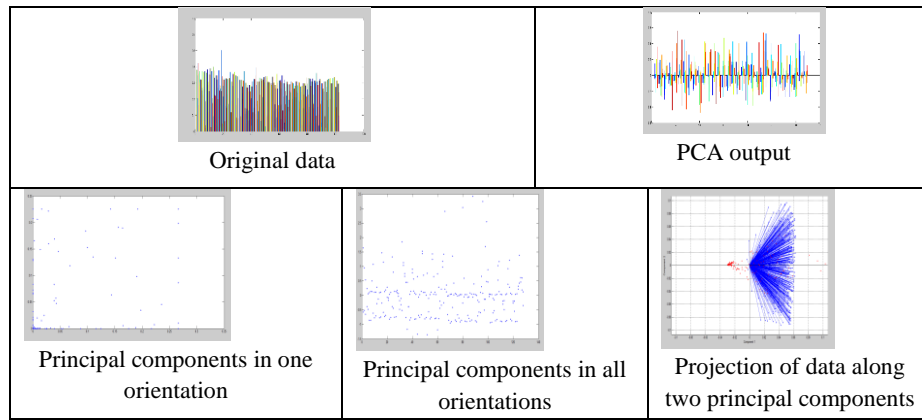 Original data
PCA output
Principal components in one
orientation
Principal components in all
orientations
Projection of data along
two principal components